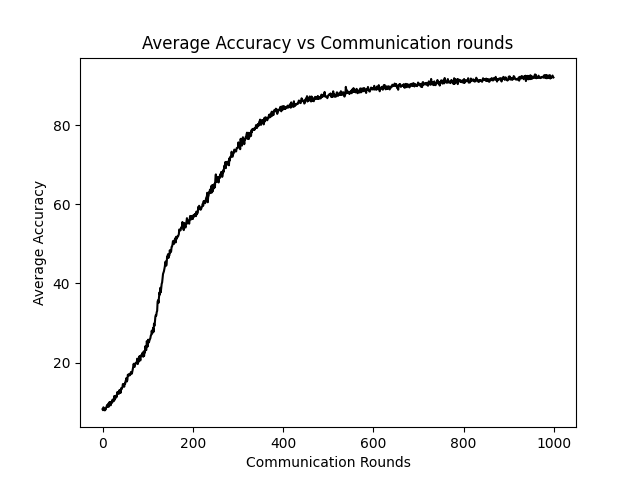 Average Accuracy vs Communication rounds
Average Accuracy
80
60
40
20
0 200 400 600 800 1000
Communication Rounds